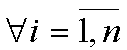 ∀i = \overline{1,n}